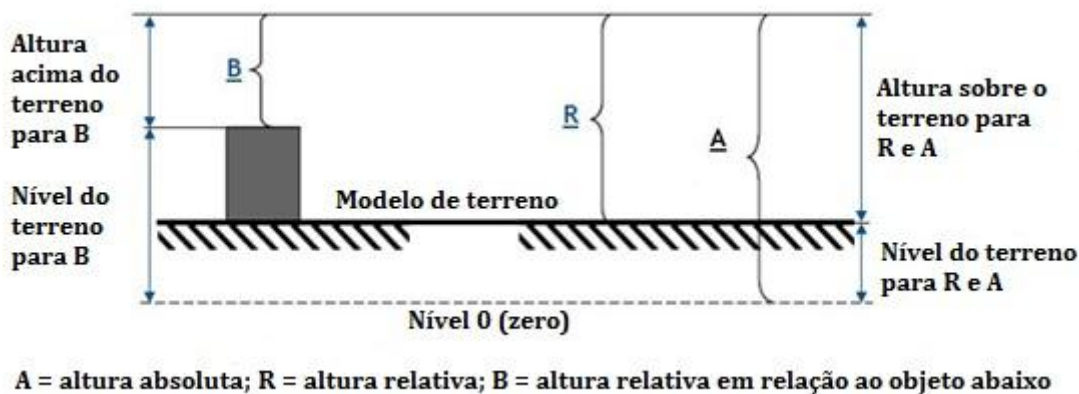 Altura
acima do
terreno
para B
B
Nível do
terreno
para B
Modelo de terreno
R
A
Altura sobre o
terreno para
R e A
Nível do terreno
para R e A
Nível 0 (zero)
A = altura absoluta; R = altura relativa; B = altura relativa em relação ao objeto abaixo